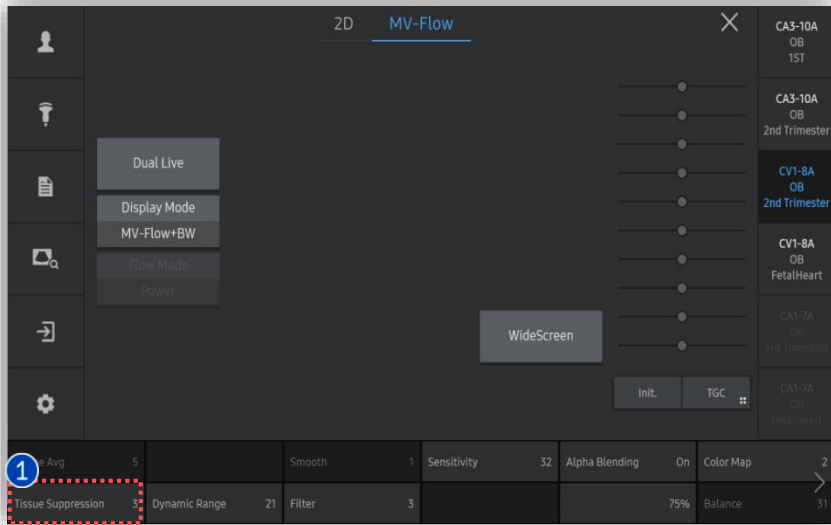 2D
MV-Flow
CA3-10A
OB
1ST
CA3-10A
OB
2nd Trimester
CV1-8A
OB
2nd Trimester
CV1-8A
OB
FetalHeart
CA1-7A
OB
3rd Trimester
CA1-7A
OB
FetalHeart
Dual Live
Display Mode
MV-Flow+BW
Flow Mode
Power
WideScreen
Init.
TGC
Avg 5
Smooth 1
Sensitivity 32
Alpha Blending On
Color Map 2
1
Tissue Suppression 3
Dynamic Range 21
Filter 3
75%
Balance 31